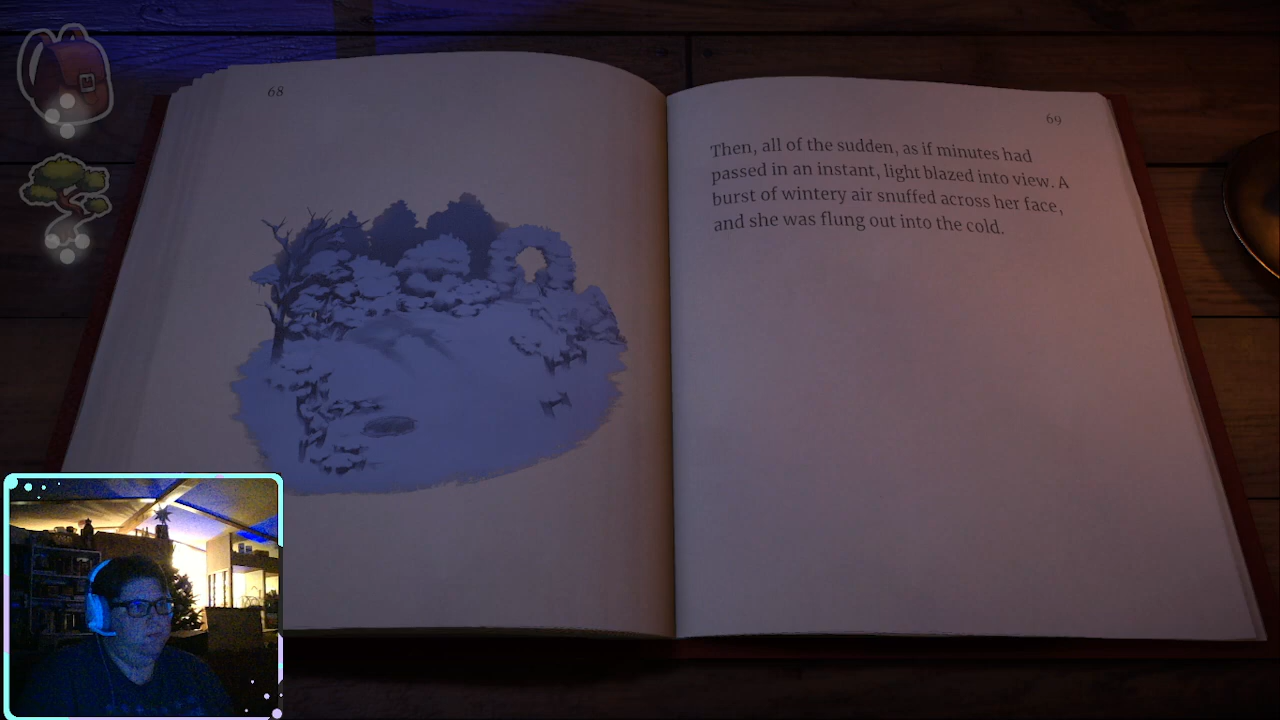 68
69
Then, all of the sudden, as if minutes had
passed in an instant, light blazed into view. A
burst of wintery air snuffed across her face,
and she was flung out into the cold.